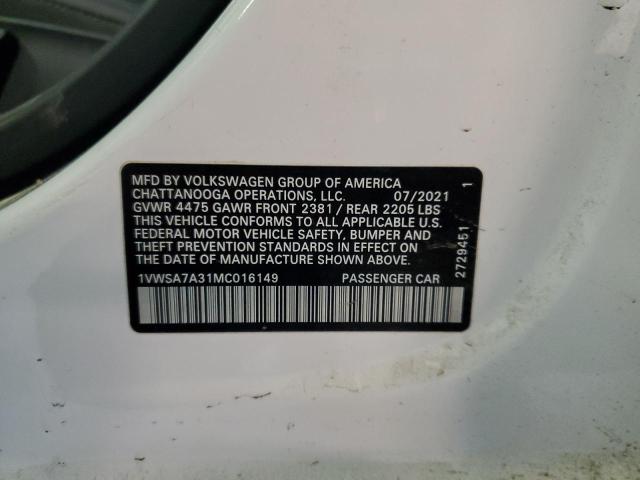 MFD BY VOLKSWAGEN GROUP OF AMERICA
CHATTANOOGA OPERATIONS, LLC. 07/2021
GVWR 4475 GAWR FRONT 2381 / REAR 2205 LBS
THIS VEHICLE CONFORMS TO ALL APPLICABLE U.S.
FEDERAL MOTOR VEHICLE SAFETY, BUMPER AND
THEFT PREVENTION STANDARDS IN EFFECT ON
THE DATE OF MANUFACTURE SHOWN ABOVE.
1VWSA7A31MC016149 PASSENGER CAR
2729451 1